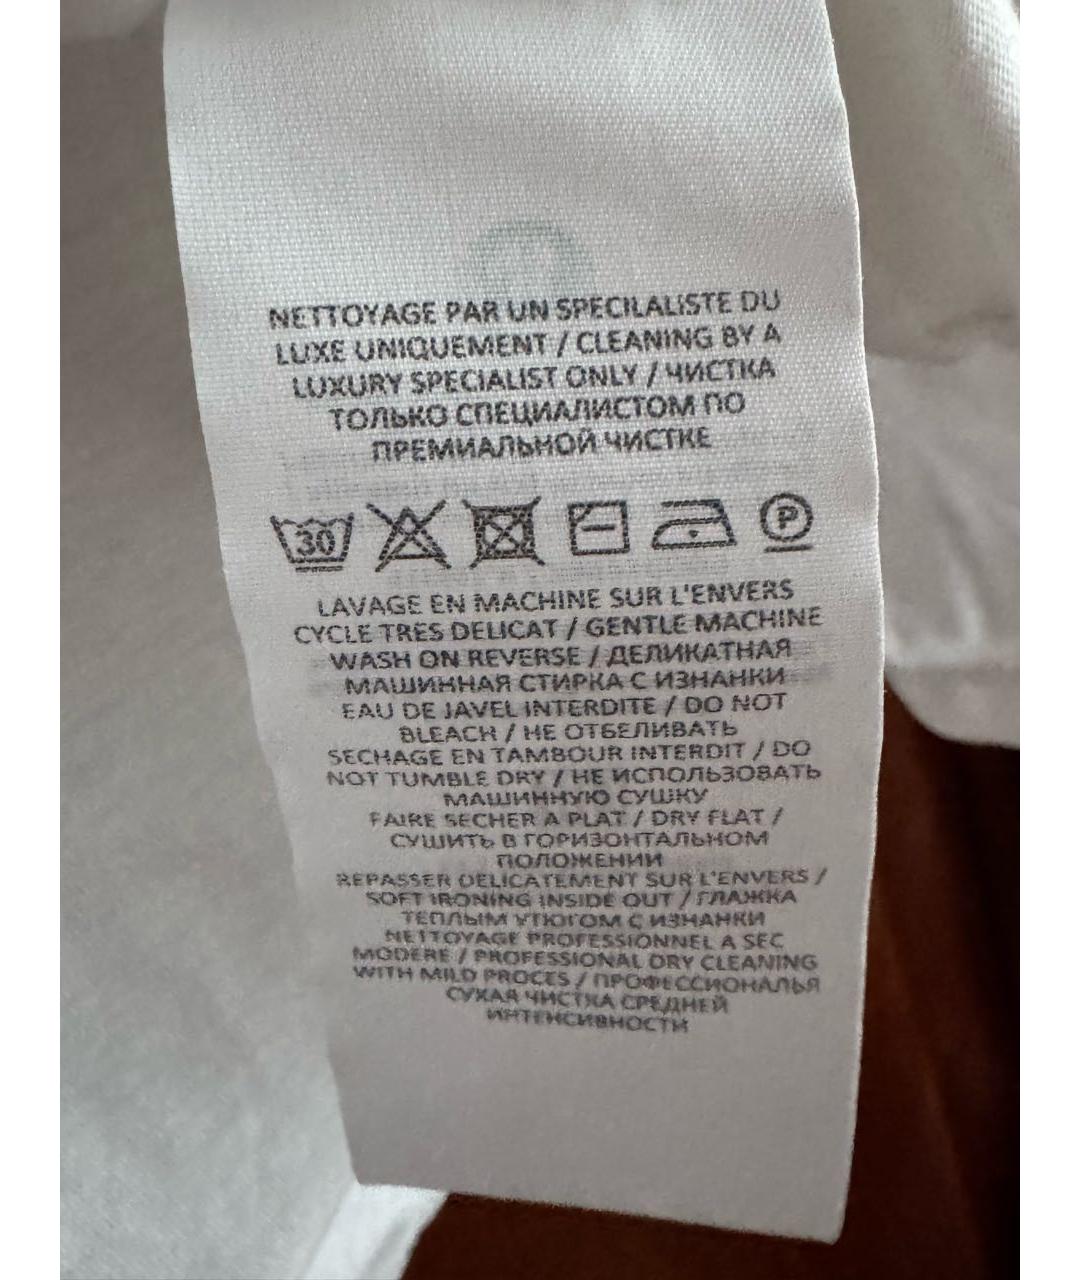 NETTOYAGE PAR UN SPECILALISTE DU
LUXE UNIQUEMENT / CLEANING BY A
LUXURY SPECIALIST ONLY / ЧИСТКА
ТОЛЬКО СПЕЦИАЛИСТОМ ПО
ПРЕМИАЛЬНОЙ ЧИСТКЕ
30 P
LAVAGE EN MACHINE SUR L'ENVERS
CYCLE TRES DELICAT / GENTLE MACHINE
WASH ON REVERSE / ДЕЛИКАТНАЯ
МАШИННАЯ СТИРКА С ИЗНАНКИ
EAU DE JAVEL INTERDITE / DO NOT
BLEACH / НЕ ОТБЕЛИВАТЬ
SECHAGE EN TAMBOUR INTERDIT / DO
NOT TUMBLE DRY / НЕ ИСПОЛЬЗОВАТЬ
МАШИННУЮ СУШКУ
FAIRE SECHER A PLAT / DRY FLAT /
СУШИТЬ В ГОРИЗОНТАЛЬНОМ
ПОЛОЖЕНИИ
REPASSER DELICATEMENT SUR L'ENVERS /
SOFT IRONING INSIDE OUT / ГЛАЖКА
ТЕПЛЫМ УТЮГОМ С ИЗНАНКИ
NETTOYAGE PROFESSIONNEL A SEC
MODERE / PROFESSIONAL DRY CLEANING
WITH MILD PROCES / ПРОФЕССИОНАЛЬЯ
СУХАЯ ЧИСТКА СРЕДНЕЙ
ИНТЕНСИВНОСТИ